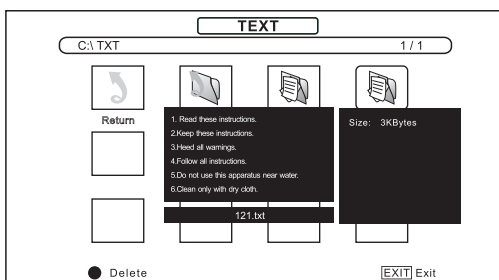 TEXT
C:\ TXT 1 / 1
Return
1. Read these instructions.
2.Keep these instructions.
3.Heed all warnings.
4.Follow all instructions.
5.Do not use this apparatus near water.
6.Clean only with dry cloth.
121.txt
Size: 3KBytes
Delete EXIT Exit